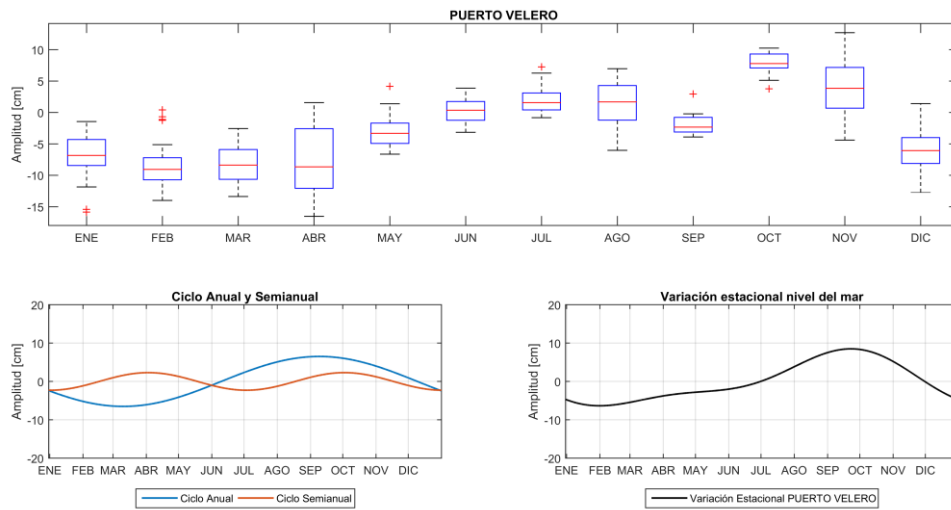 PUERTO VELERO
Amplitud [cm]
10
5
0
-5
-10
-15
ENE FEB MAR ABR MAY JUN JUL AGO SEP OCT NOV DIC
Ciclo Anual y Semianual
Amplitud [cm]
20
10
0
-10
-20
ENE FEB MAR ABR MAY JUN JUL AGO SEP OCT NOV DIC
Ciclo Anual Ciclo Semianual
Variación estacional nivel del mar
Amplitud [cm]
20
10
0
-10
-20
ENE FEB MAR ABR MAY JUN JUL AGO SEP OCT NOV DIC
Variación Estacional PUERTO VELERO